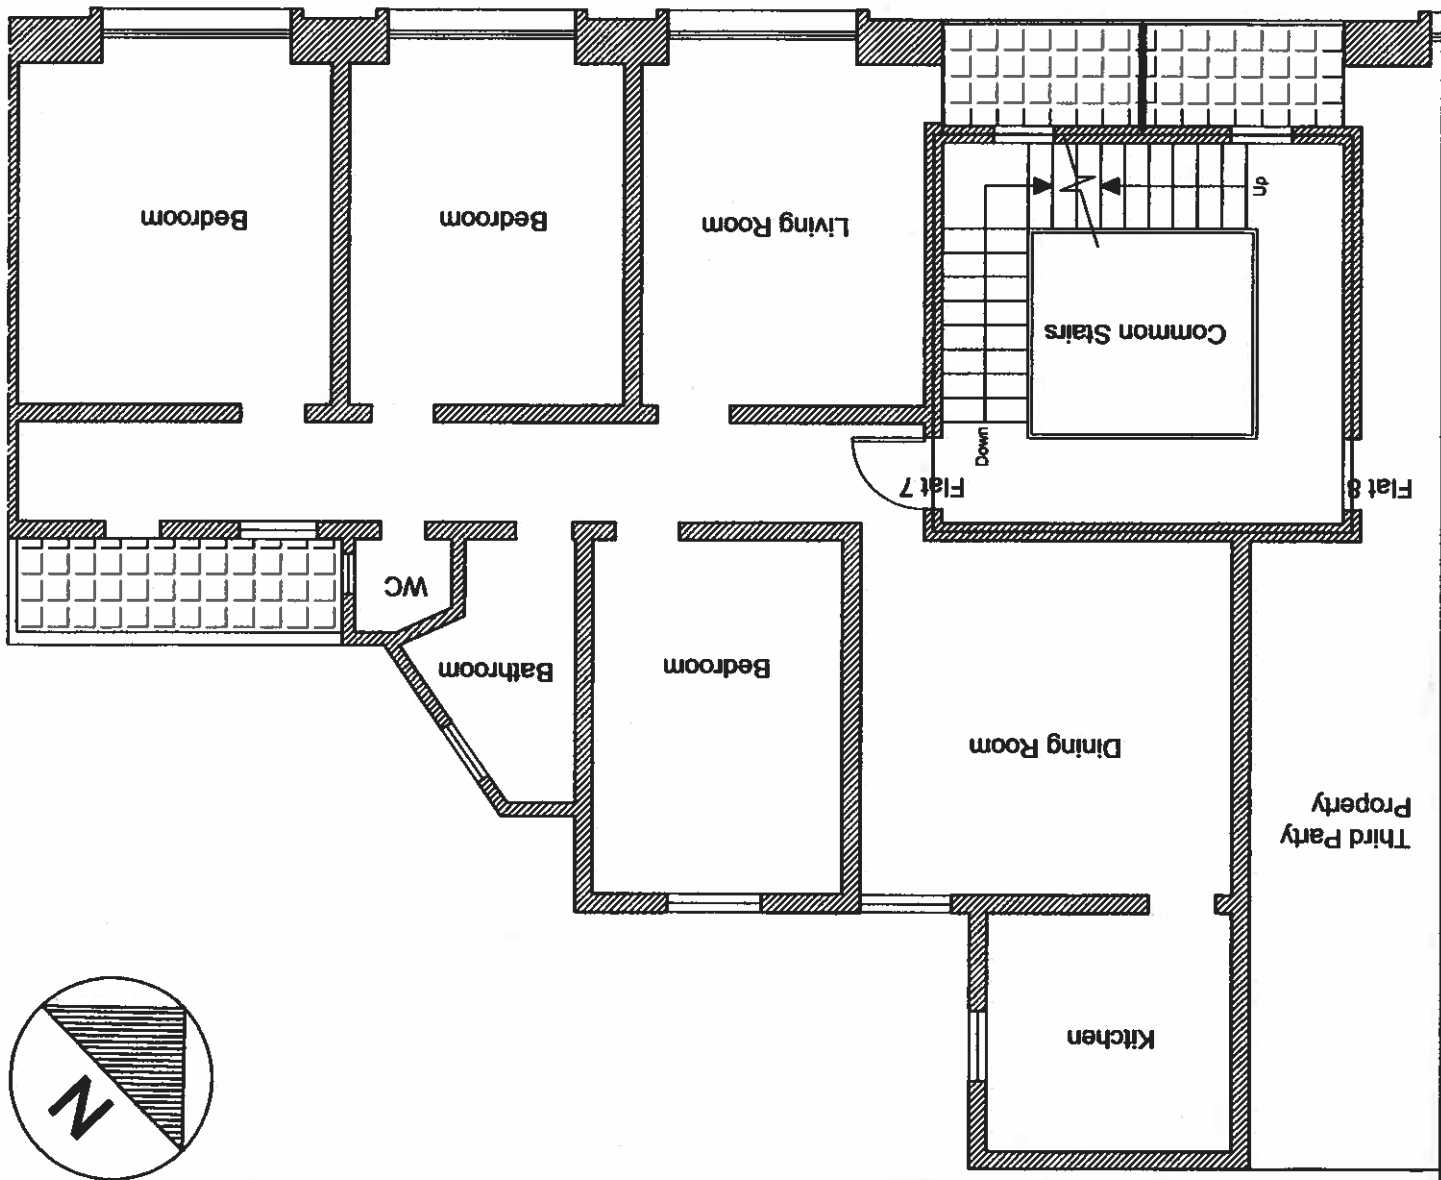 N
Kitchen
Third Party
Property
Dining Room
Bedroom
Bathroom
WC
Flat 8
Flat 7
Down
Common Stairs
Living Room
Bedroom
Bedroom
Up